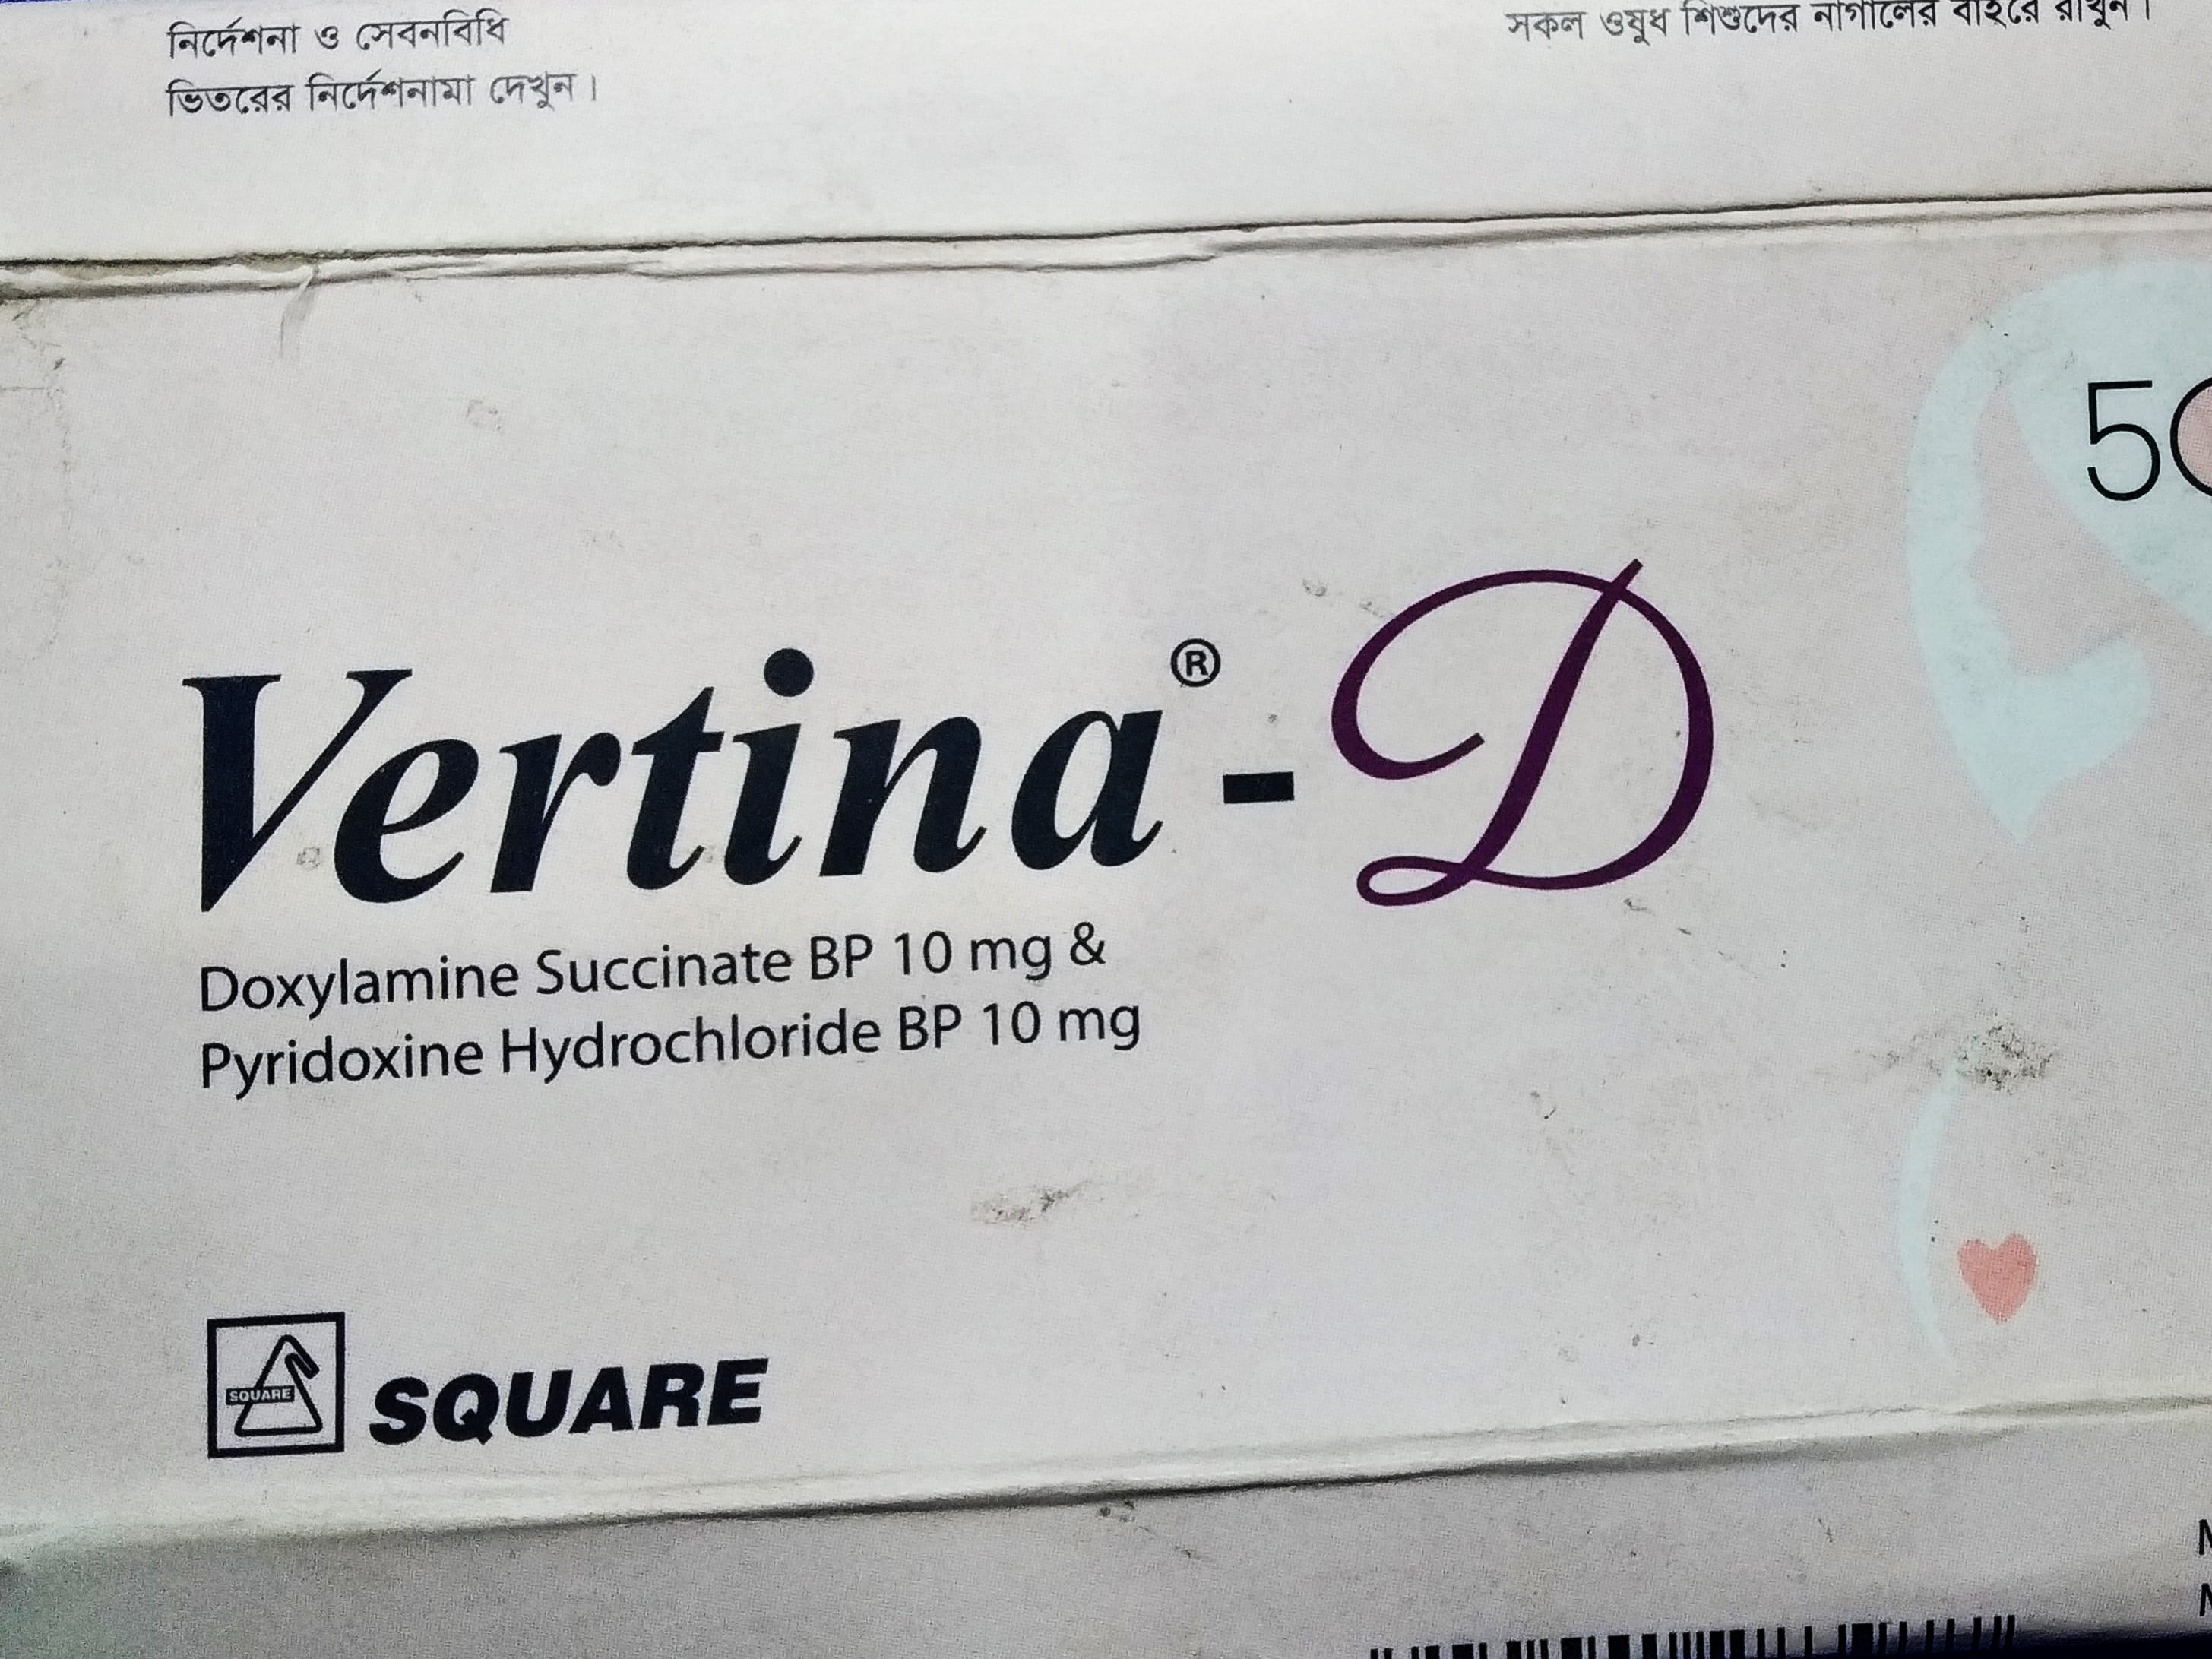 নির্দেশনা ও সেবনবিধি
ভিতরের নির্দেশনামা দেখুন।
সকল ওষুধ শিশুদের নাগালের বাইরে রাখুন।
5
Vertina®-D
Doxylamine Succinate BP 10 mg &
Pyridoxine Hydrochloride BP 10 mg
SQUARE
SQUARE